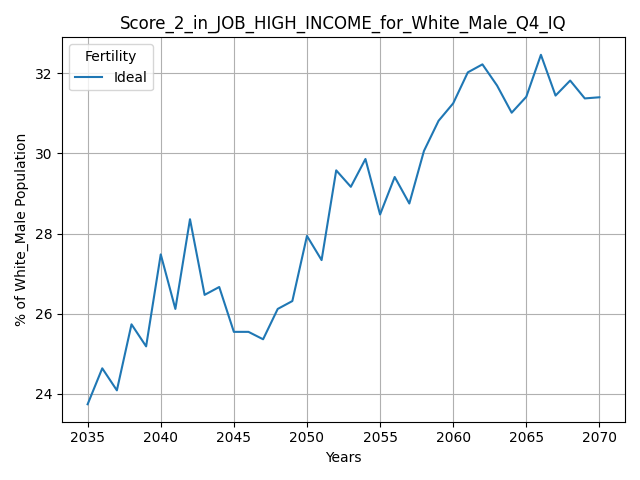 Score_2_in_JOB_HIGH_INCOME_for_White_Male_Q4_IQ
Fertility
Ideal
% of White_Male Population
32
30
28
26
24
2035 2040 2045 2050 2055 2060 2065 2070
Years